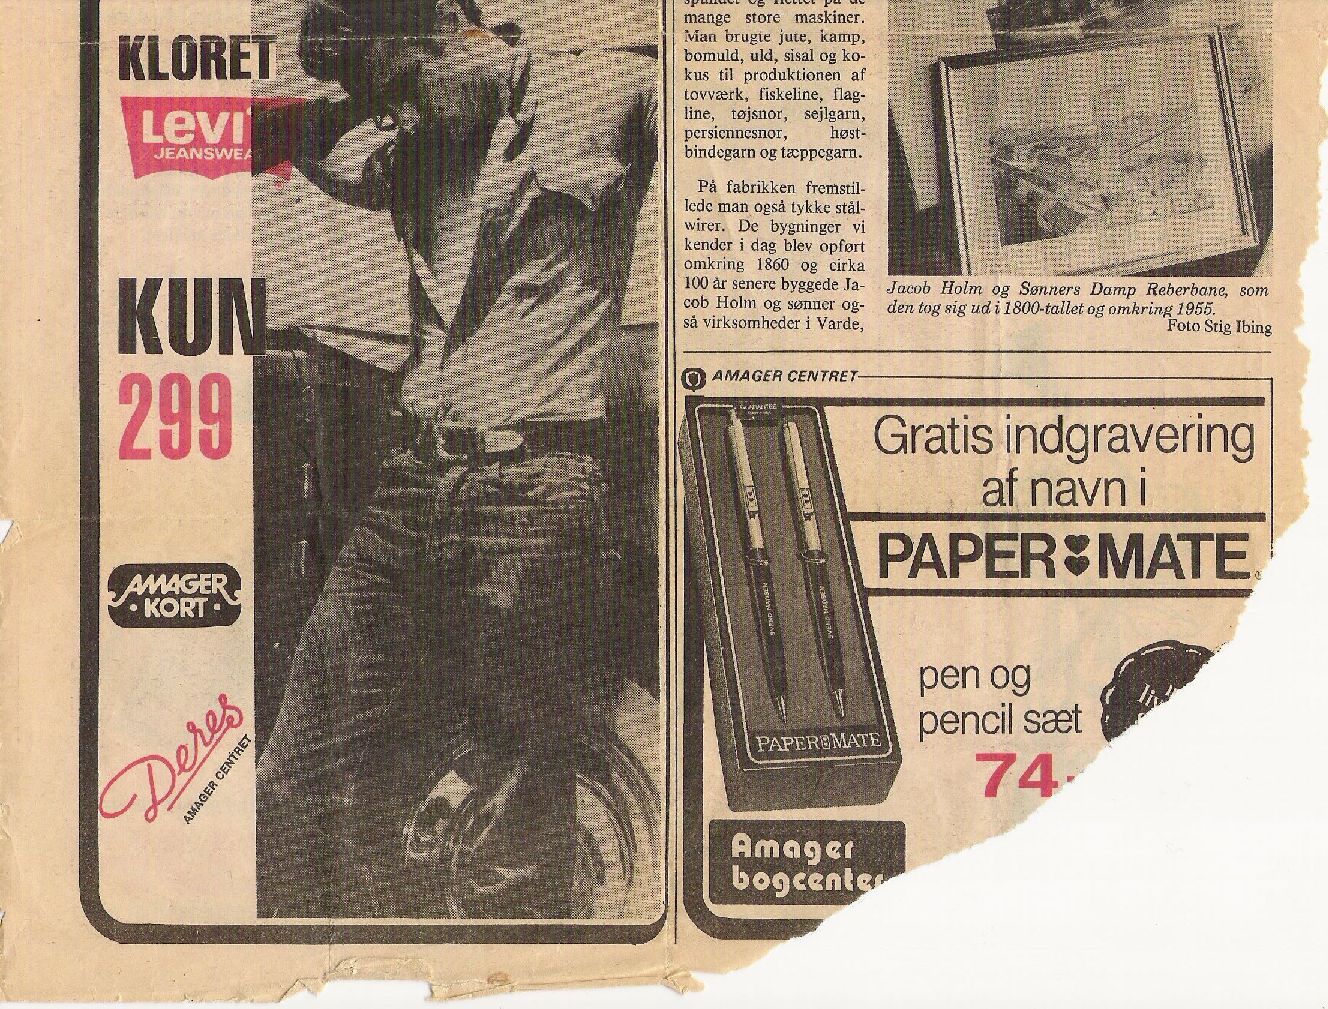 KLORET
Levi's
JEANSWEAR
KUN
299
AMAGER
KORT
Deres
AMAGER CENTRET
mange store maskiner.
Man brugte jute, kamp,
bomuld, uld, sisal og ko-
kus til produktionen af
tovværk, fiskeline, flag-
line, tøjsnor, sejlgarn,
persiennesnor, høst-
bindegarn og tæppegarn.
På fabrikken fremstil-
lede man også tykke stål-
wirer. De bygninger vi
kender i dag blev opført
omkring 1860 og cirka
100 år senere byggede Ja-
cob Holm og sønner og-
så virksomheder i Varde,
Jacob Holm og Sønners Damp Reberbane, som
den tog sig ud i 1800-tallet og omkring 1955.
Foto Stig Ibing
AMAGER CENTRET
Gratis indgravering
af navn i
PAPER MATE
pen og
pencil sæt
74,-
PAPER MATE
Amager
bogcenter